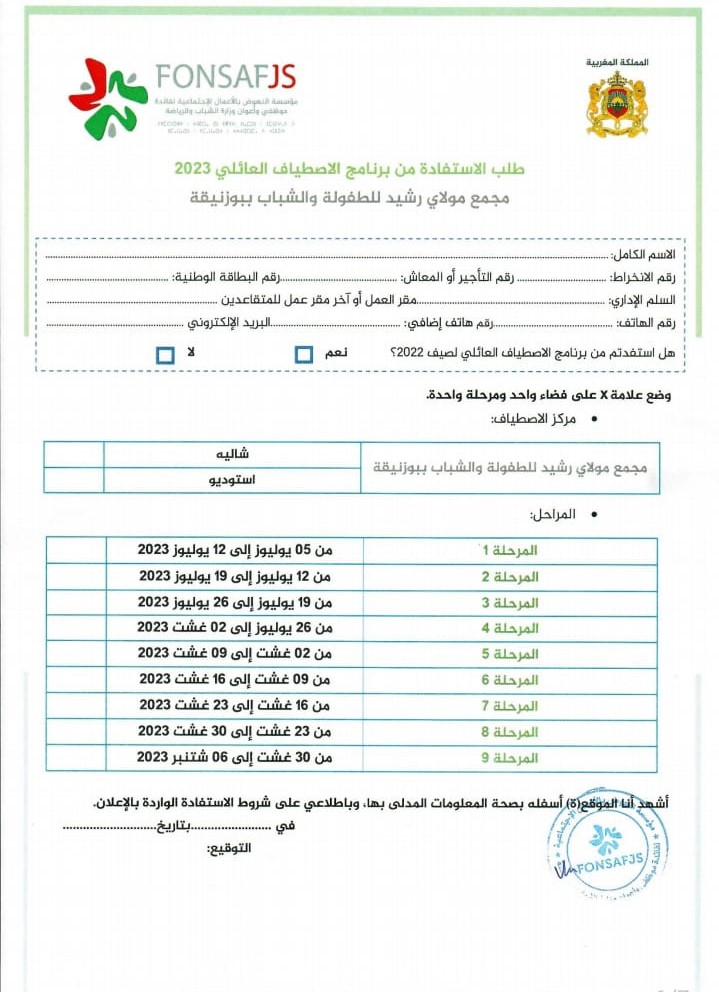 المملكة المغربية
FONSAFJS
مؤسسة النهوض بالأعمال الإجتماعية لفائدة
موظفي وأعوان وزارة الشباب والرياضة
طلب الاستفادة من برنامج الاصطياف العائلي 2023
مجمع مولاي رشيد للطفولة والشباب ببوزنيقة
الاسم الكامل:
رقم الانخراط: رقم التأجير أو المعاش: رقم البطاقة الوطنية:
السلم الإداري: مقر العمل أو آخر مقر عمل للمتقاعدين
رقم الهاتف: رقم هاتف إضافي: البريد الإلكتروني
هل استفدتم من برنامج الاصطياف العائلي لصيف 2022؟ نعم لا
وضع علامة X على فضاء واحد ومرحلة واحدة.
• مركز الاصطياف:
مجمع مولاي رشيد للطفولة والشباب ببوزنيقة
شاليه
استوديو
• المراحل:
المرحلة 1 من 05 يوليوز إلى 12 يوليوز 2023
المرحلة 2 من 12 يوليوز إلى 19 يوليوز 2023
المرحلة 3 من 19 يوليوز إلى 26 يوليوز 2023
المرحلة 4 من 26 يوليوز إلى 02 غشت 2023
المرحلة 5 من 02 غشت إلى 09 غشت 2023
المرحلة 6 من 09 غشت إلى 16 غشت 2023
المرحلة 7 من 16 غشت إلى 23 غشت 2023
المرحلة 8 من 23 غشت إلى 30 غشت 2023
المرحلة 9 من 30 غشت إلى 06 شتنبر 2023
أشهد أنا الموقع(ة) أسفله بصحة المعلومات المدلى بها، وباطلاعي على شروط الاستفادة الواردة بالإعلان.
في ........................بتاريخ............................
التوقيع:
FONSAFJS